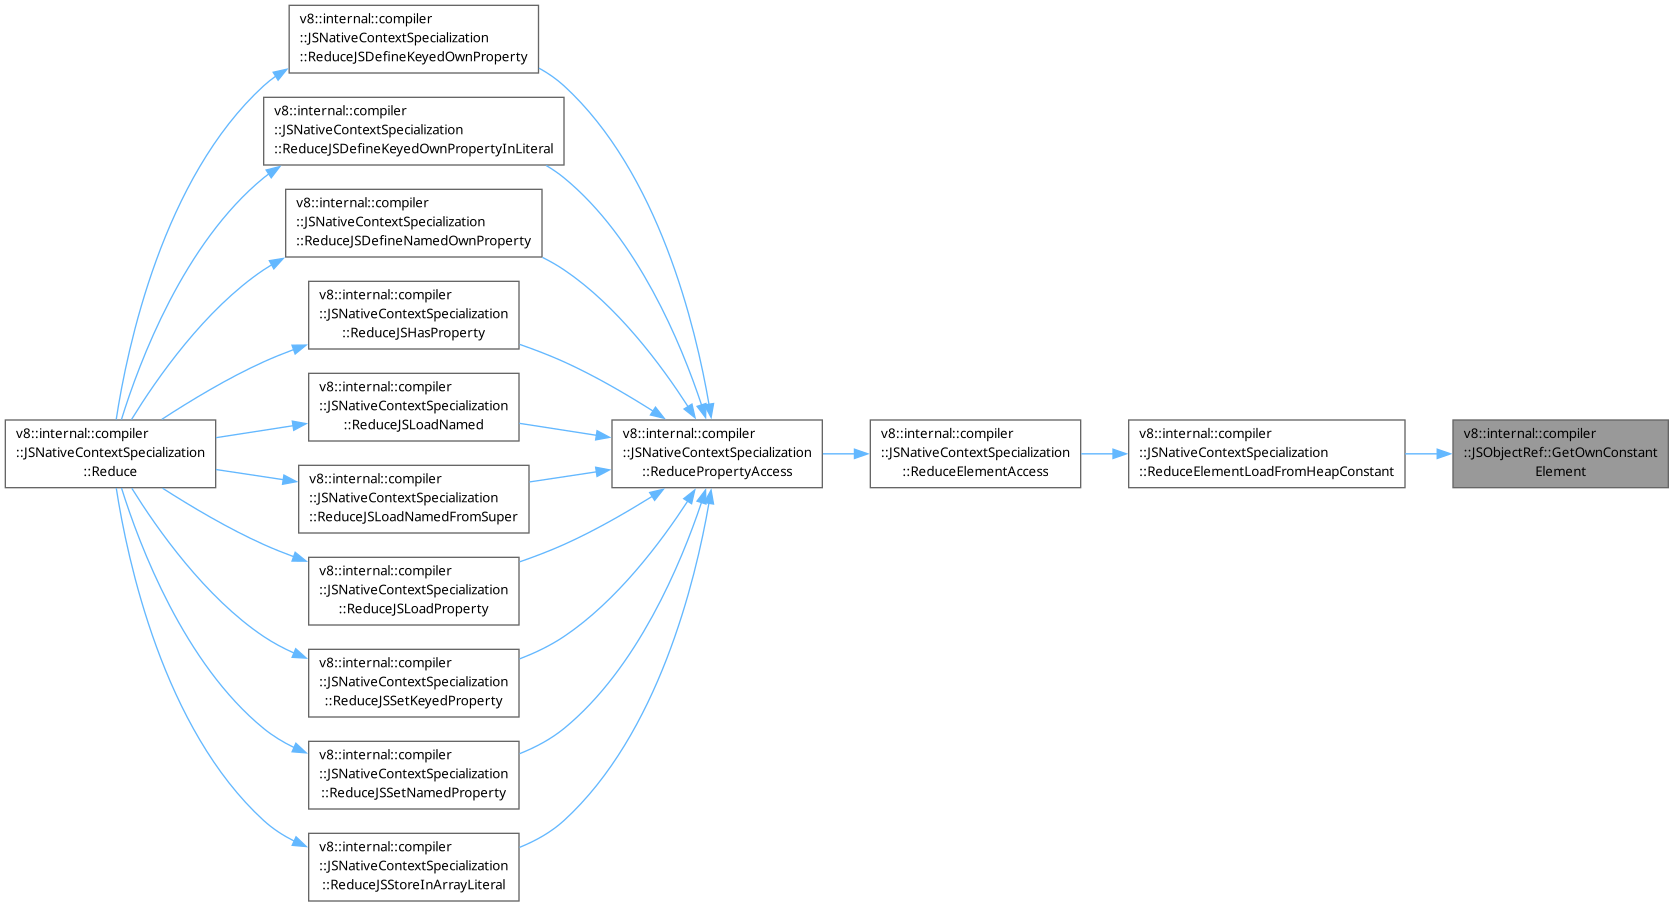 v8::internal::compiler
::JSNativeContextSpecialization
::ReduceJSDefineKeyedOwnProperty
v8::internal::compiler
::JSNativeContextSpecialization
::ReduceJSDefineKeyedOwnPropertyInLiteral
v8::internal::compiler
::JSNativeContextSpecialization
::ReduceJSDefineNamedOwnProperty
v8::internal::compiler
::JSNativeContextSpecialization
::ReduceJSHasProperty
v8::internal::compiler
::JSNativeContextSpecialization
::ReduceJSLoadNamed
v8::internal::compiler
::JSNativeContextSpecialization
::Reduce
v8::internal::compiler
::JSNativeContextSpecialization
::ReducePropertyAccess
v8::internal::compiler
::JSNativeContextSpecialization
::ReduceElementAccess
v8::internal::compiler
::JSNativeContextSpecialization
::ReduceElementLoadFromHeapConstant
v8::internal::compiler
::JSObjectRef::GetOwnConstant
Element
v8::internal::compiler
::JSNativeContextSpecialization
::ReduceJSLoadNamedFromSuper
v8::internal::compiler
::JSNativeContextSpecialization
::ReduceJSLoadProperty
v8::internal::compiler
::JSNativeContextSpecialization
::ReduceJSSetKeyedProperty
v8::internal::compiler
::JSNativeContextSpecialization
::ReduceJSSetNamedProperty
v8::internal::compiler
::JSNativeContextSpecialization
::ReduceJSStoreInArrayLiteral